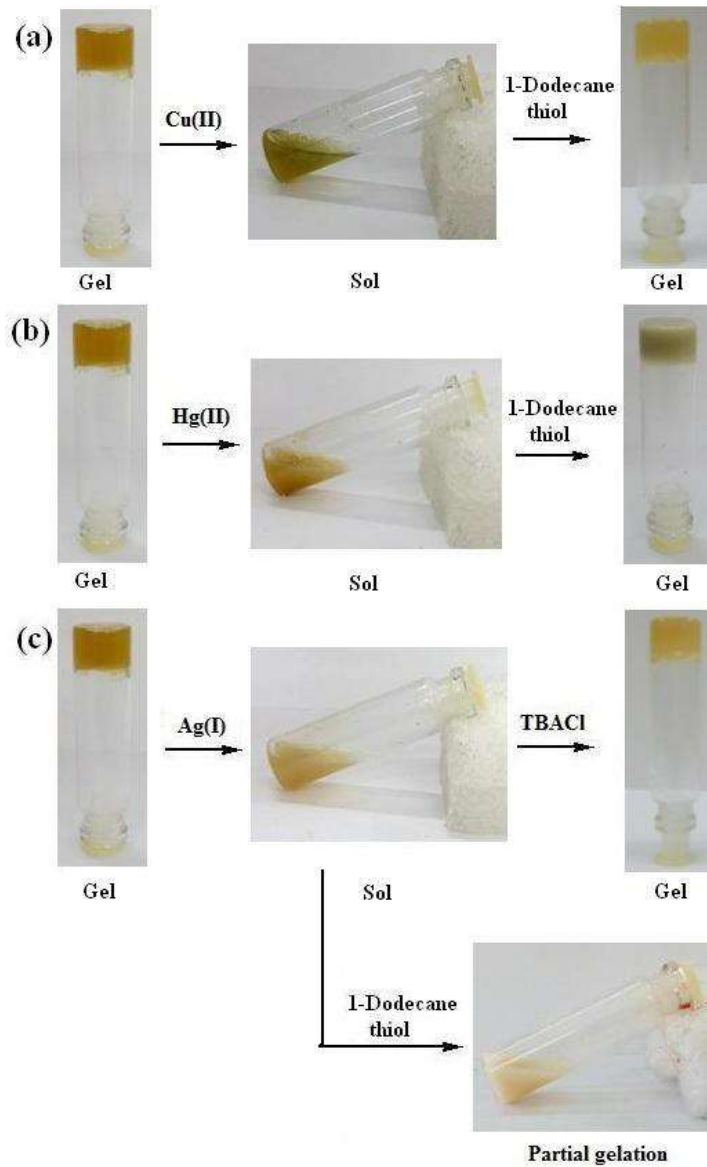 (a)
Cu(II)
1-Dodecane
thiol
Gel
Sol
Gel
(b)
Hg(II)
1-Dodecane
thiol
Gel
Sol
Gel
(c)
Ag(I)
TBACl
Gel
Sol
Gel
1-Dodecane
thiol
Partial gelation